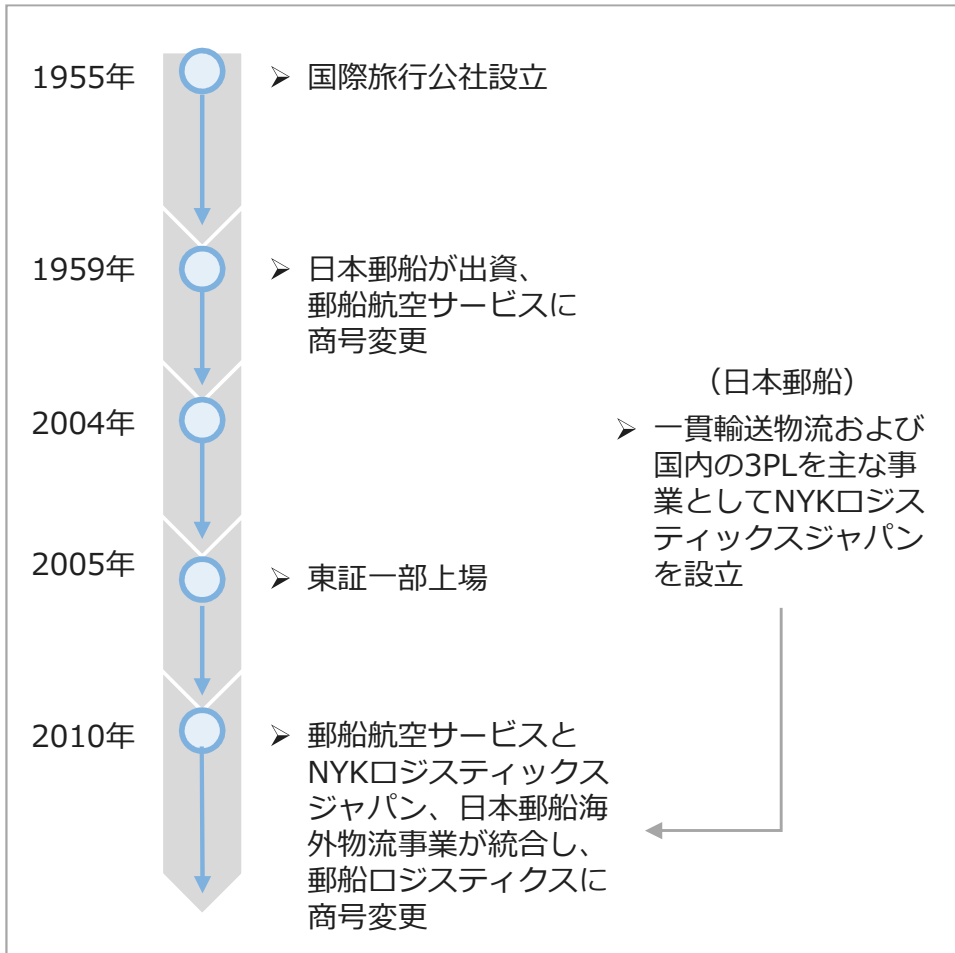 1955年
➢ 国際旅行公社設立
1959年
➢ 日本郵船が出資、
郵船航空サービスに
商号変更
2004年
（日本郵船）
➢ 一貫輸送物流および
国内の3PLを主な事
業としてNYKロジス
ティックスジャパン
を設立
2005年
➢ 東証一部上場
2010年
➢ 郵船航空サービスと
NYKロジスティックス
ジャパン、日本郵船海
外物流事業が統合し、
郵船ロジスティクスに
商号変更